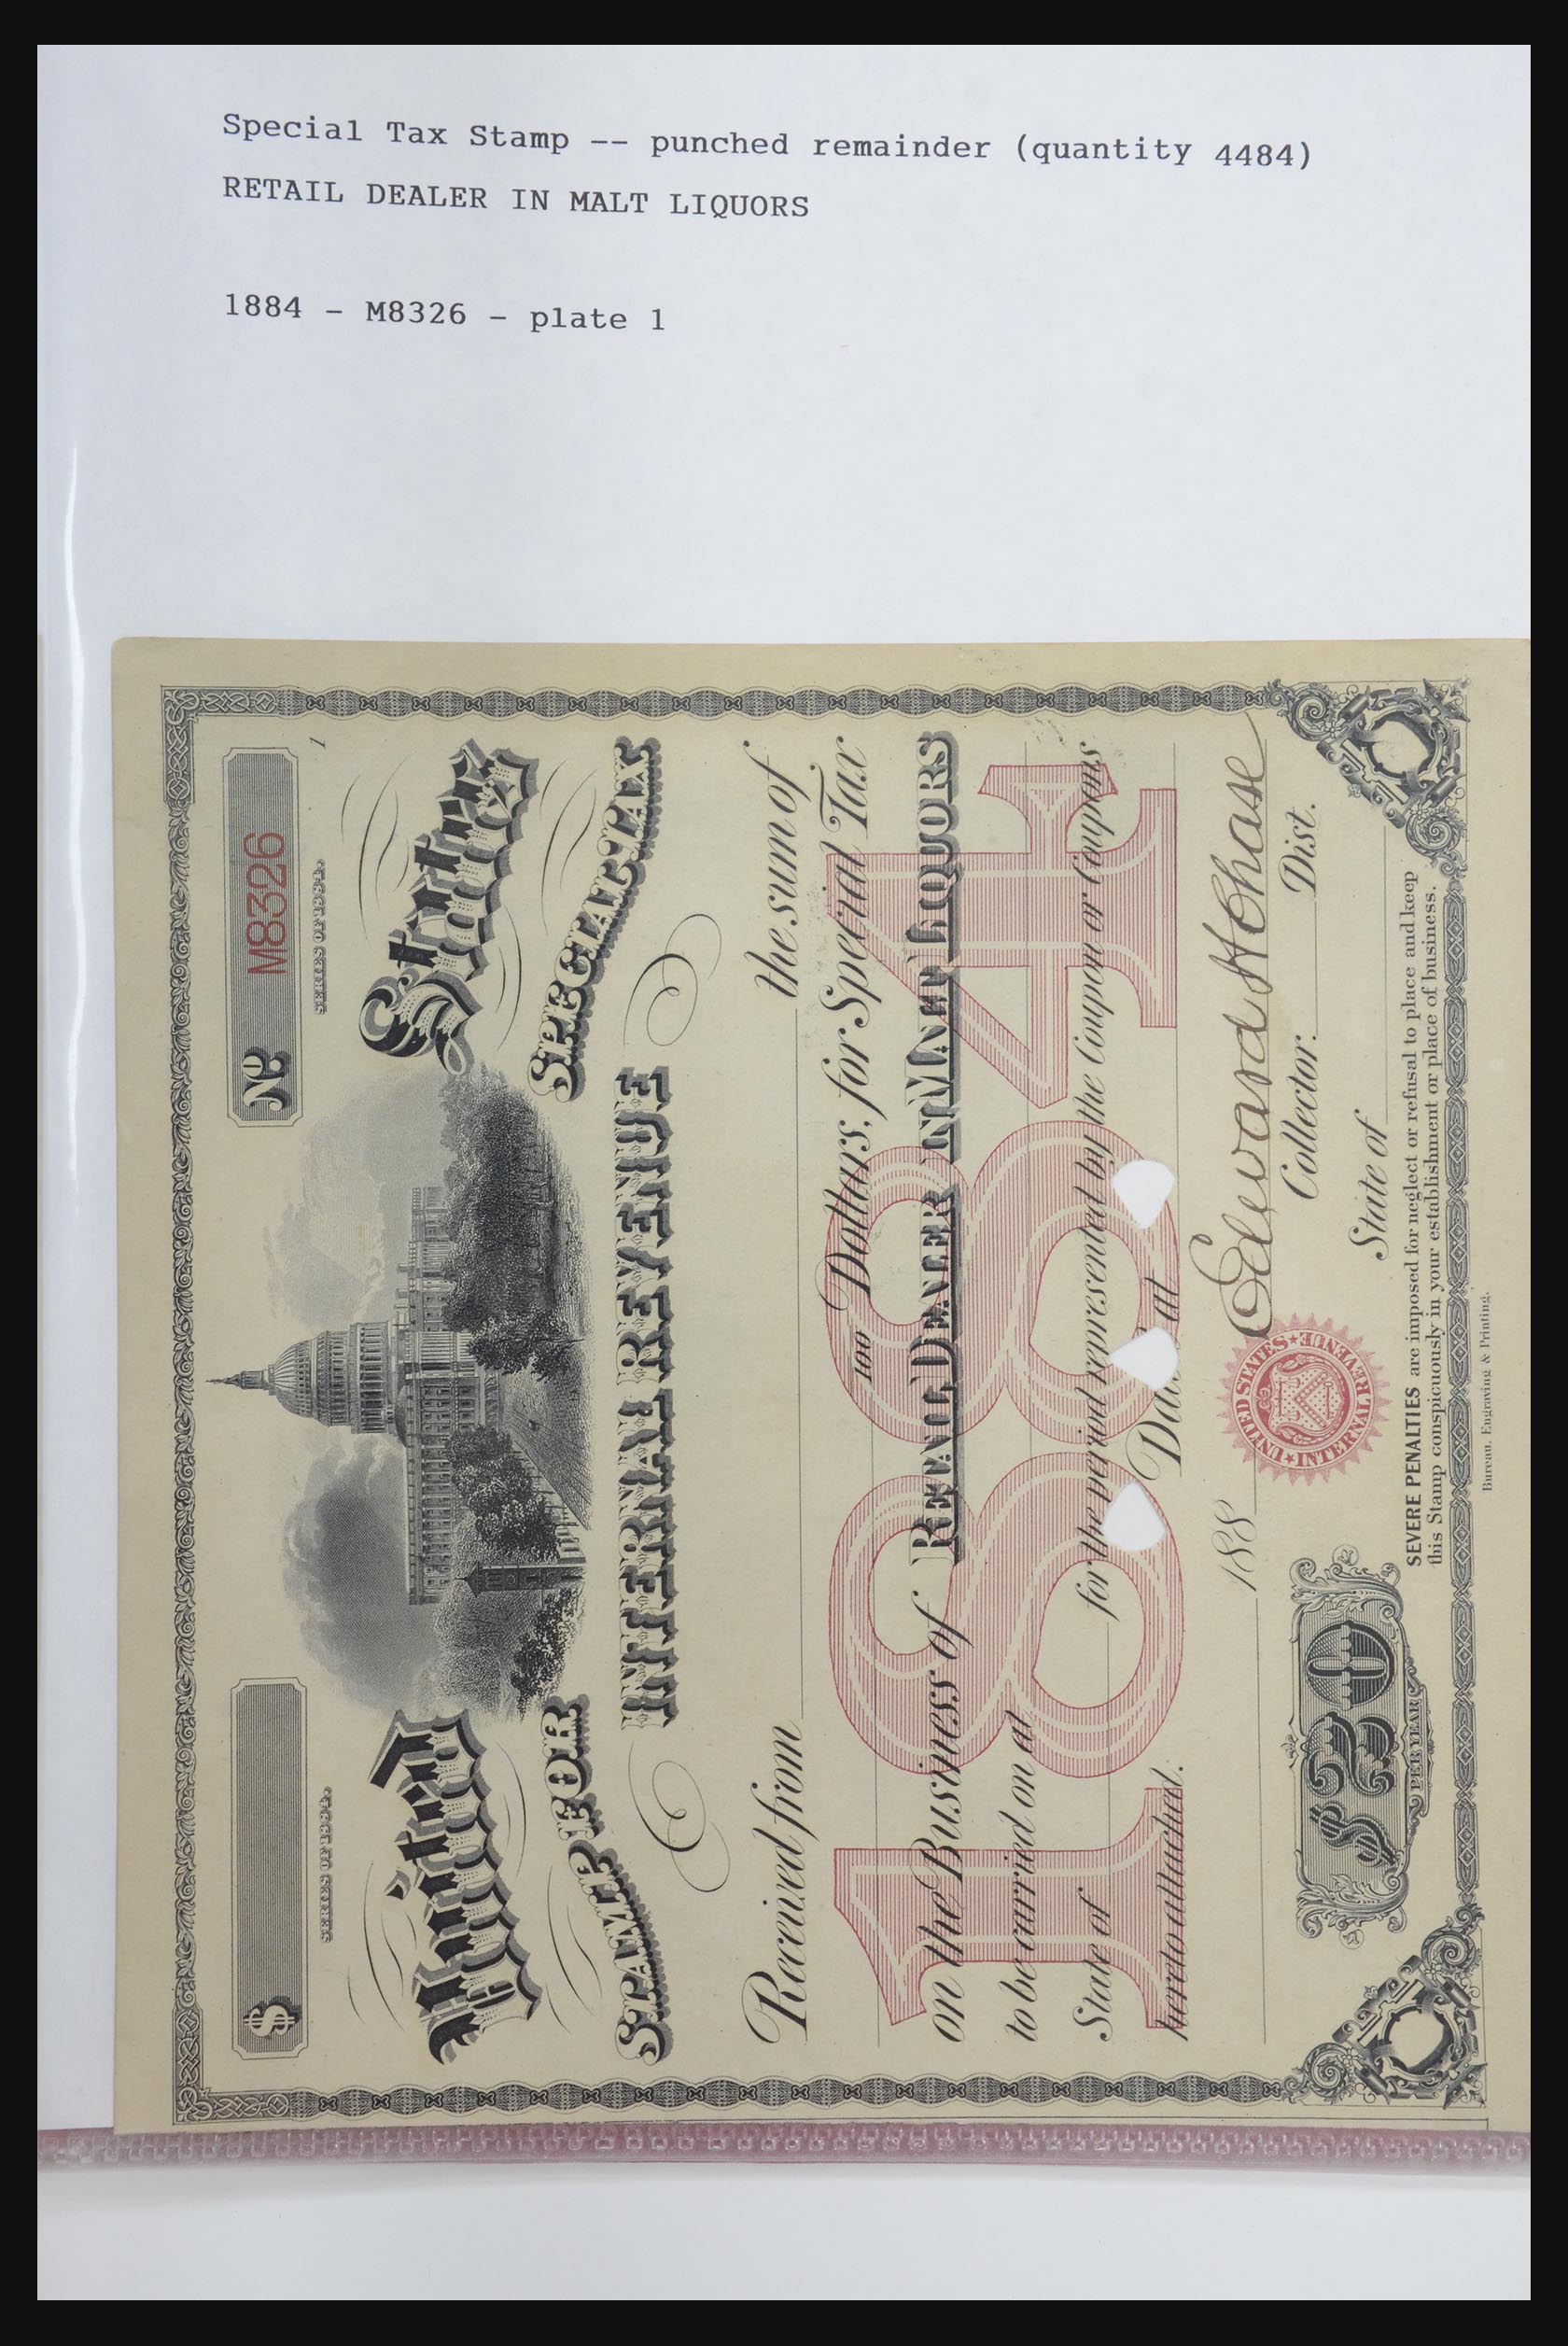 Special Tax Stamp -- punched remainder (quantity 4484)
RETAIL DEALER IN MALT LIQUORS
1884 - M8326 - plate 1
$
No M8326
SERIES OF 1884.
SERIES OF 1884.
1
United States
STAMP FOR SPECIAL TAX
INTERNAL REVENUE
Received from the sum of
100 Dollars, for Special Tax
on the Business of RETAIL DEALER IN MALT LIQUORS
to be carried on at
State of for the period represented by the Coupon or Coupons
hereto attached. Dat at
1884
188 Edward H Chase
Collector. Dist.
State of
UNITED STATES INTERNAL REVENUE
$20
PER YEAR
SEVERE PENALTIES are imposed for neglect or refusal to place and keep
this Stamp conspicuously in your establishment or place of business.
Bureau, Engraving & Printing.